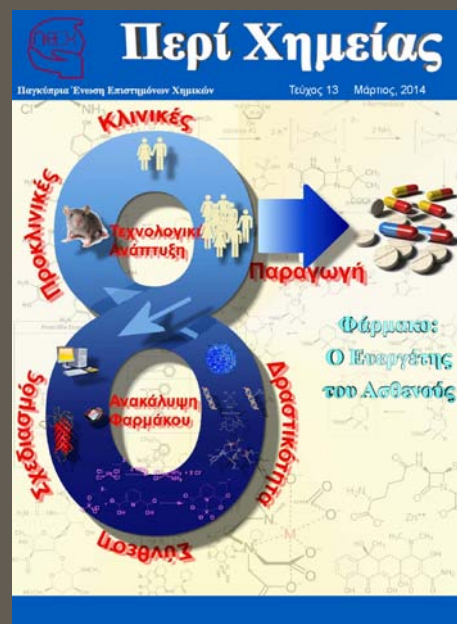 Περί Χημείας
Παγκύπρια Ένωση Επιστημόνων Χημικών
Τεύχος 13 Μάρτιος, 2014
Κλινικές
Προκλινικές
Τεχνολογική
Ανάπτυξη
Παραγωγή
Φάρμακα:
Ο Ευεργέτης
του Ασθενούς
Σχεδιασμός
Ανακάλυψη
Φαρμάκου
Δραστικότητα
Σύνθεση